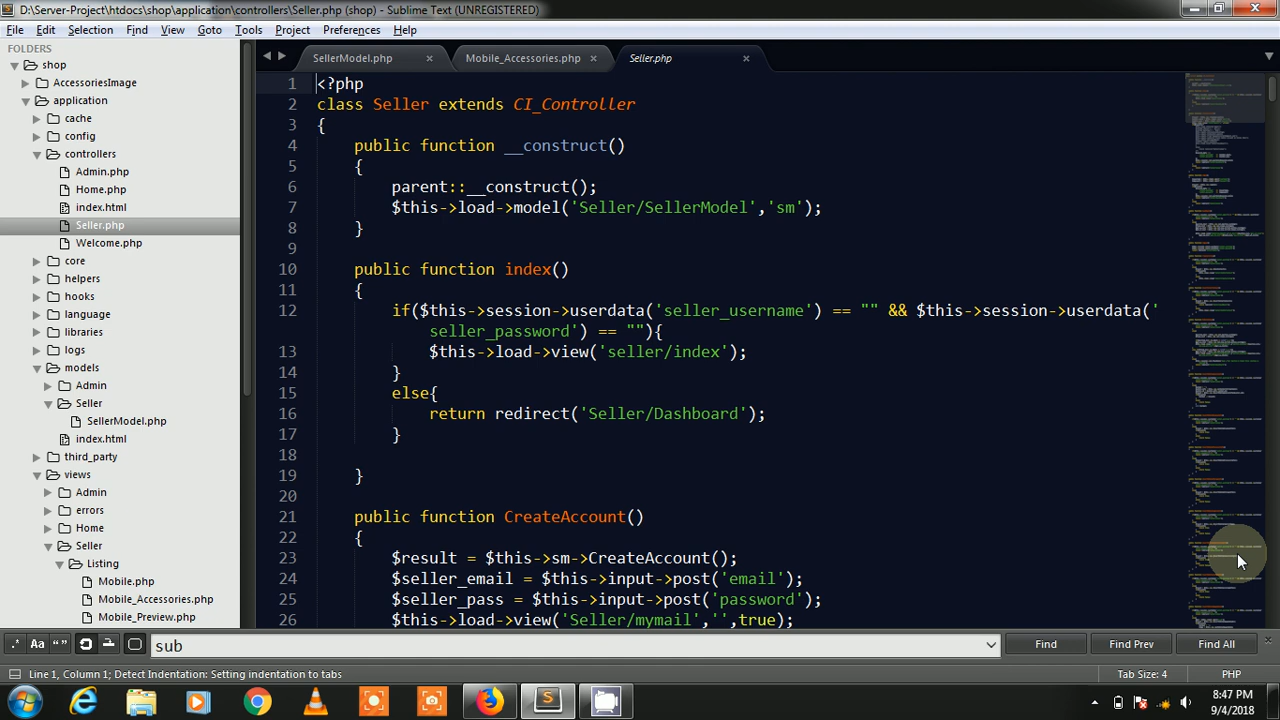 D:\Server-Project\htdocs\shop\application\controllers\Seller.php (shop) - Sublime Text (UNREGISTERED)
File Edit Selection Find View Goto Tools Project Preferences Help
FOLDERS
shop
AccessoriesImage
application
cache
config
controllers
Admin.php
Home.php
index.html
Seller.php
Welcome.php
core
helpers
hooks
language
libraries
logs
models
Admin
Seller
SellerModel.php
index.html
third_party
views
Admin
errors
Home
Seller
Listing
Mobile.php
Mobile_Accessories.php
Mobile_Preview.php
SellerModel.php Mobile_Accessories.php Seller.php
1 <?php
2 class Seller extends CI_Controller
3 {
4 public function __construct()
5 {
6 parent::__construct();
7 $this->load->model('Seller/SellerModel','sm');
8 }
9
10 public function index()
11 {
12 if($this->session->userdata('seller_username') == "" && $this->session->userdata('
seller_password') == ""){
13 $this->load->view('seller/index');
14 }
15 else{
16 return redirect('Seller/Dashboard');
17 }
18
19 }
20
21 public function createAccount()
22 {
23 $result = $this->sm->createAccount();
24 $seller_email = $this->input->post('email');
25 $seller_pass = $this->input->post('password');
26 $this->load->view('Seller/mymail','',true);
.* Aa “ ” sub Find Find Prev Find All
Line 1, Column 1; Detect Indentation: Setting indentation to tabs Tab Size: 4 PHP
8:47 PM
9/4/2018